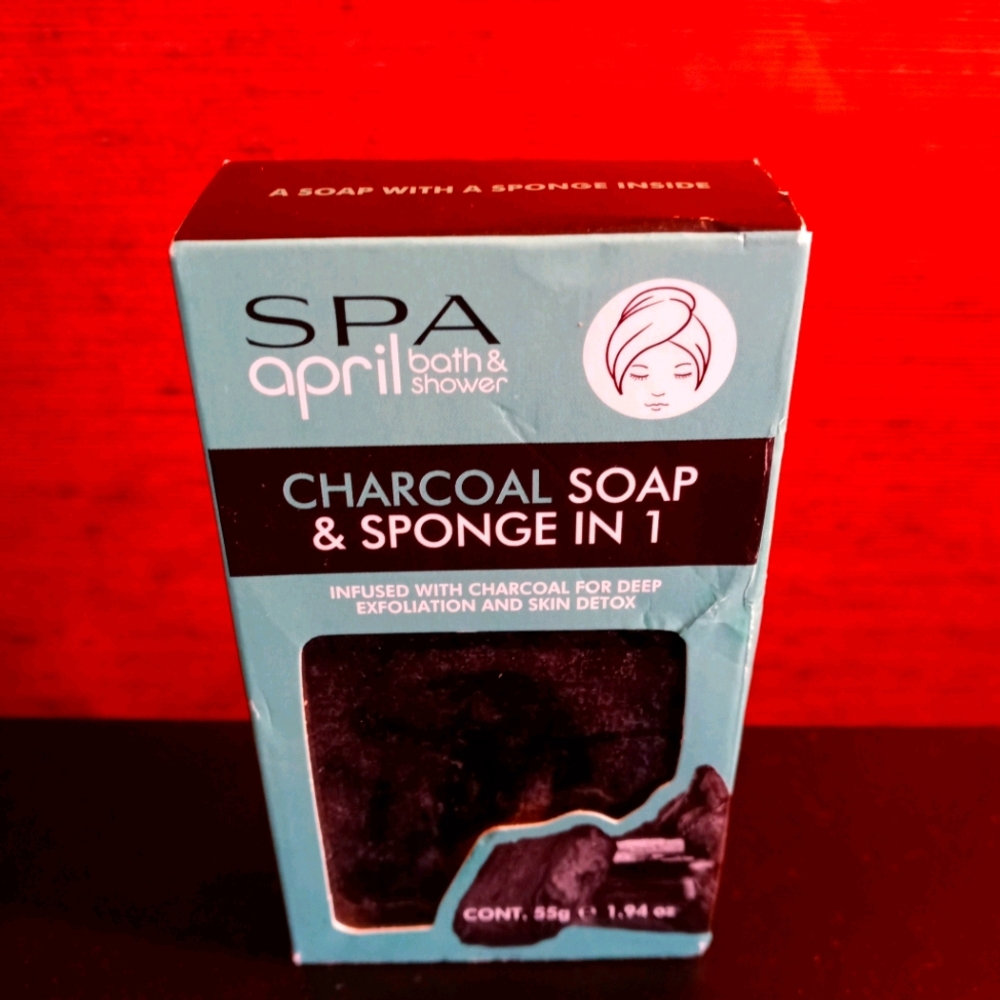 A SOAP WITH A SPONGE INSIDE
SPA
april bath &
shower
CHARCOAL SOAP
& SPONGE IN 1
INFUSED WITH CHARCOAL FOR DEEP
EXFOLIATION AND SKIN DETOX
CONT. 55g e 1.94 oz